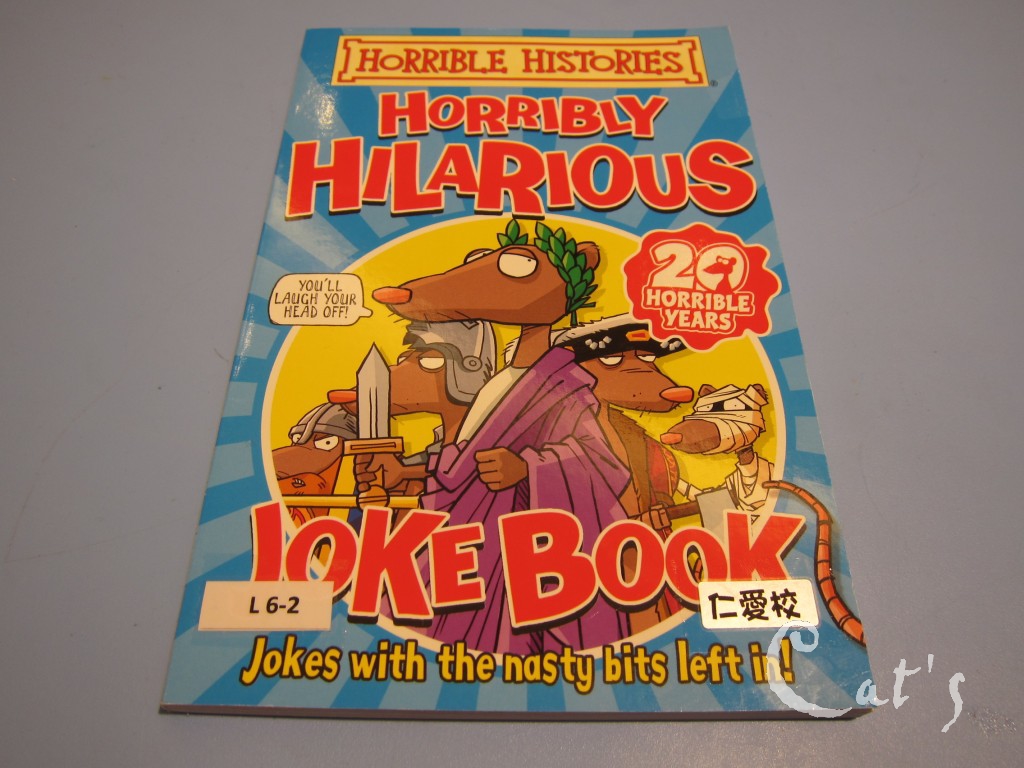 HORRIBLE HISTORIES
®
HORRIBLY
HILARIOUS
20
HORRIBLE
YEARS
YOU'LL
LAUGH YOUR
HEAD OFF!
JOKE BOOK
L 6-2
仁愛校
Jokes with the nasty bits left in!
Cat's